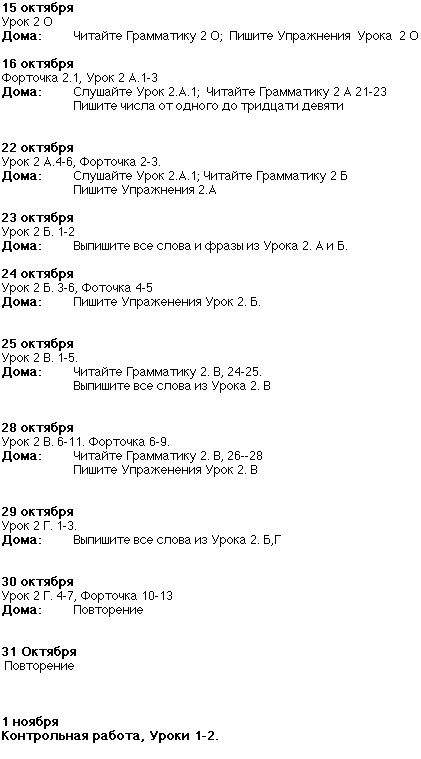 15 октября
Урок 2 О
Дома: Читайте Грамматику 2 О; Пишите Упражнения Урока 2 О
16 октября
Форточка 2.1, Урок 2 А.1-3
Дома: Слушайте Урок 2.А.1; Читайте Грамматику 2 А 21-23
Пишите числа от одного до тридцати девяти
22 октября
Урок 2 А.4-6, Форточка 2-3.
Дома: Слушайте Урок 2.А.1; Читайте Грамматику 2 Б
Пишите Упражнения 2.А
23 октября
Урок 2 Б. 1-2
Дома: Выпишите все слова и фразы из Урока 2. А и Б.
24 октября
Урок 2 Б. 3-6, Фоточка 4-5
Дома: Пишите Упраженения Урок 2. Б.
25 октября
Урок 2 В. 1-5.
Дома: Читайте Грамматику 2. В, 24-25.
Выпишите все слова из Урока 2. В
28 октября
Урок 2 В. 6-11. Форточка 6-9.
Дома: Читайте Грамматику 2. В, 26--28
Пишите Упраженения Урок 2. В
29 октября
Урок 2 Г. 1-3.
Дома: Выпишите все слова из Урока 2. Б,Г
30 октября
Урок 2 Г. 4-7, Форточка 10-13
Дома: Повторение
31 Октября
Повторение
1 ноября
Контрольная работа, Уроки 1-2.